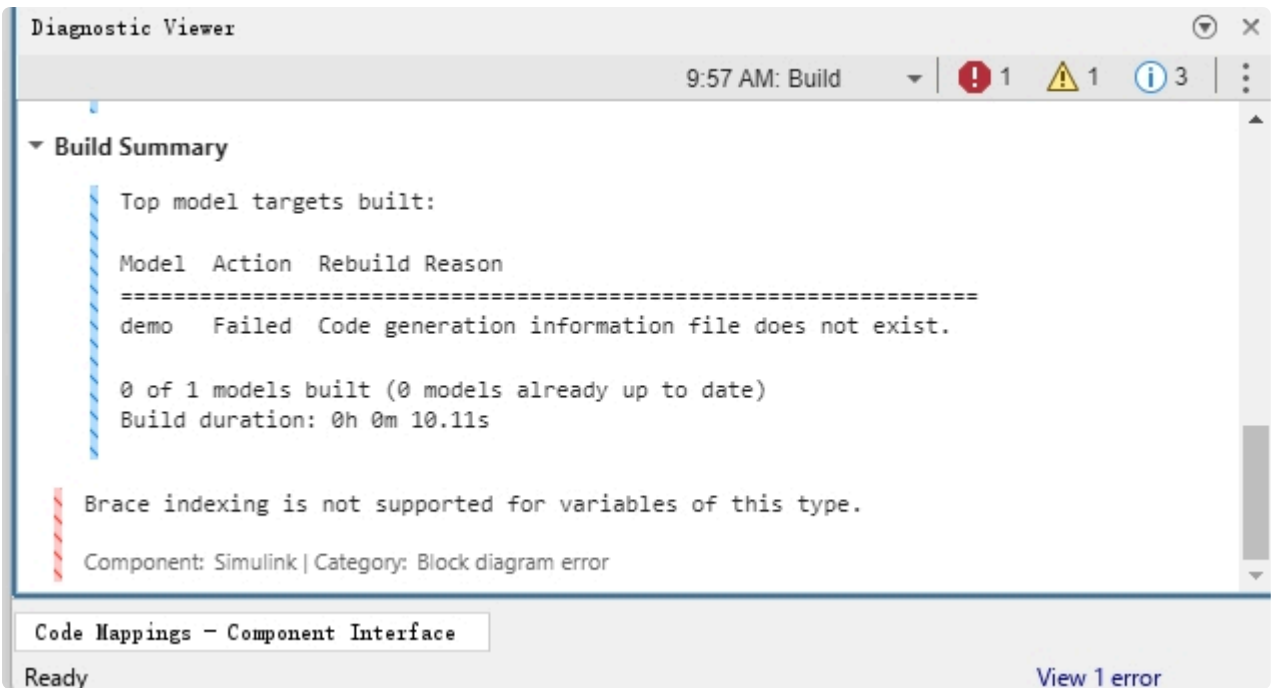 Diagnostic Viewer
9:57 AM: Build 1 1 3
Build Summary
Top model targets built:
Model Action Rebuild Reason
=================================================================
demo Failed Code generation information file does not exist.
0 of 1 models built (0 models already up to date)
Build duration: 0h 0m 10.11s
Brace indexing is not supported for variables of this type.
Component: Simulink | Category: Block diagram error
Code Mappings - Component Interface
Ready View 1 error